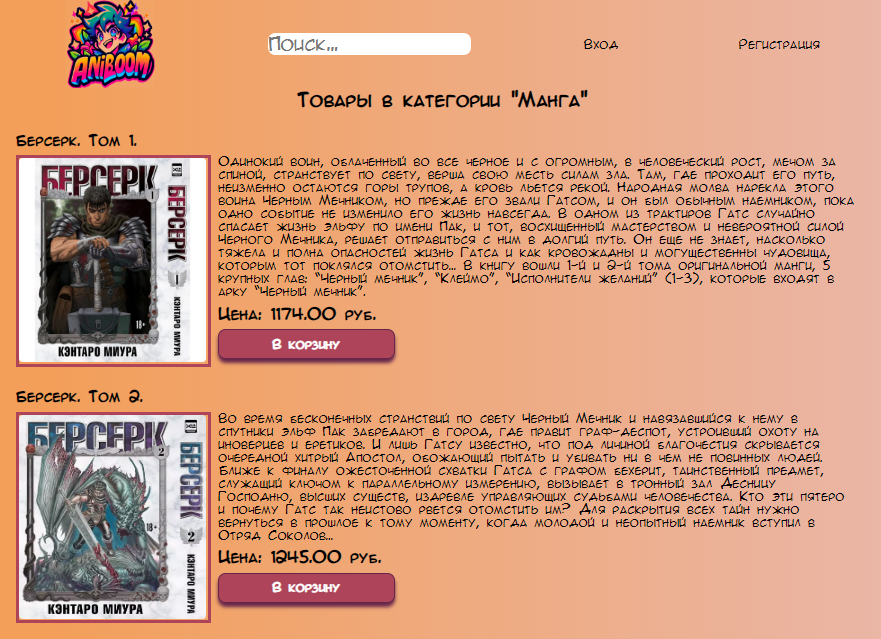 ANIBOOM
Поиск...
Вход
Регистрация
Товары в категории "Манга"
Берсерк. Том 1.
БЕРСЕРК
1
БЕРСЕРК
1
КЭНТАРО МИУРА
18+
КЭНТАРО МИУРА
Одинокий воин, облаченный во все черное и с огромным, в человеческий рост, мечом за
спиной, странствует по свету, верша свою месть силам зла. Там, где проходит его путь,
неизменно остаются горы трупов, а кровь льется рекой. Народная молва нарекла этого
воина Черным Мечником, но прежде его звали Гатсом, и он был обычным наемником, пока
одно событие не изменило его жизнь навсегда. В одном из трактиров Гатс случайно
спасает жизнь эльфу по имени Пак, и тот, восхищенный мастерством и невероятной силой
Черного Мечника, решает отправиться с ним в долгий путь. Он еще не знает, насколько
тяжела и полна опасностей жизнь Гатса и как кровожадны и могущественны чудовища,
которым тот поклялся отомстить... В книгу вошли 1-й и 2-й тома оригинальной манги, 5
крупных глав: "Черный мечник", "Клеймо", "Исполнители желаний" (1-3), которые входят в
арку "Черный мечник".
Цена: 1174.00 руб.
В корзину
Берсерк. Том 2.
БЕРСЕРК
2
БЕРСЕРК
2
КЭНТАРО МИУРА
18+
КЭНТАРО МИУРА
Во время бесконечных странствий по свету Черный Мечник и навязавшийся к нему в
спутники эльф Пак забредают в город, где правит граф-деспот, устроивший охоту на
иноверцев и еретиков. И лишь Гатсу известно, что под личиной благочестия скрывается
очередной хитрый Апостол, обожающий пытать и убивать ни в чем не повинных людей.
Ближе к финалу ожесточенной схватки Гатса с графом бехерит, таинственный предмет,
служащий ключом к параллельному измерению, вызывает в тронный зал Десницу
Господню, высших существ, издревле управляющих судьбами человечества. Кто эти пятеро
и почему Гатс так неистово рвется отомстить им? Для раскрытия всех тайн нужно
вернуться в прошлое к тому моменту, когда молодой и неопытный наемник вступил в
Отряд Соколов...
Цена: 1245.00 руб.
В корзину